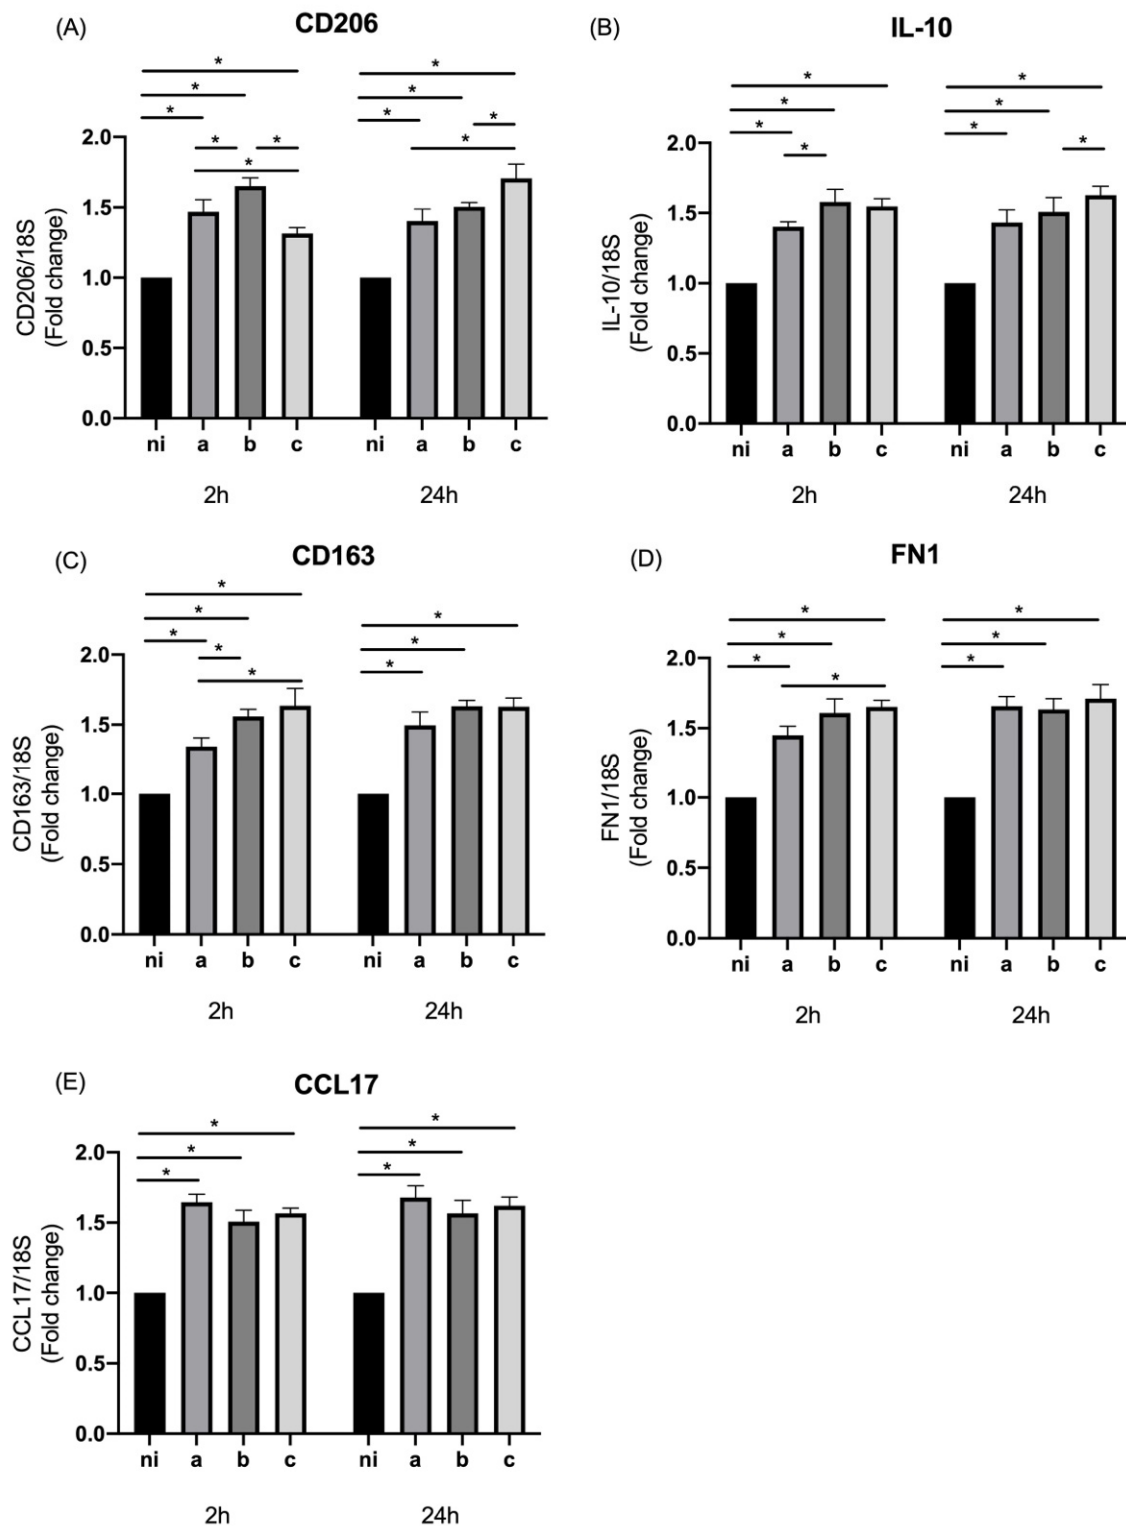 (A)
CD206
* *
* *
* *
* * *
* *
2.0
1.5
1.0
0.5
0.0
CD206/18S
(Fold change)
ni a b c ni a b c
2h 24h
(B)
IL-10
* *
* *
* *
* *
2.0
1.5
1.0
0.5
0.0
IL-10/18S
(Fold change)
ni a b c ni a b c
2h 24h
(C)
CD163
*
* *
* *
* *
*
2.0
1.5
1.0
0.5
0.0
CD163/18S
(Fold change)
ni a b c ni a b c
2h 24h
(D)
FN1
* *
* *
* *
*
2.0
1.5
1.0
0.5
0.0
FN1/18S
(Fold change)
ni a b c ni a b c
2h 24h
(E)
CCL17
* *
* *
* *
2.0
1.5
1.0
0.5
0.0
CCL17/18S
(Fold change)
ni a b c ni a b c
2h 24h